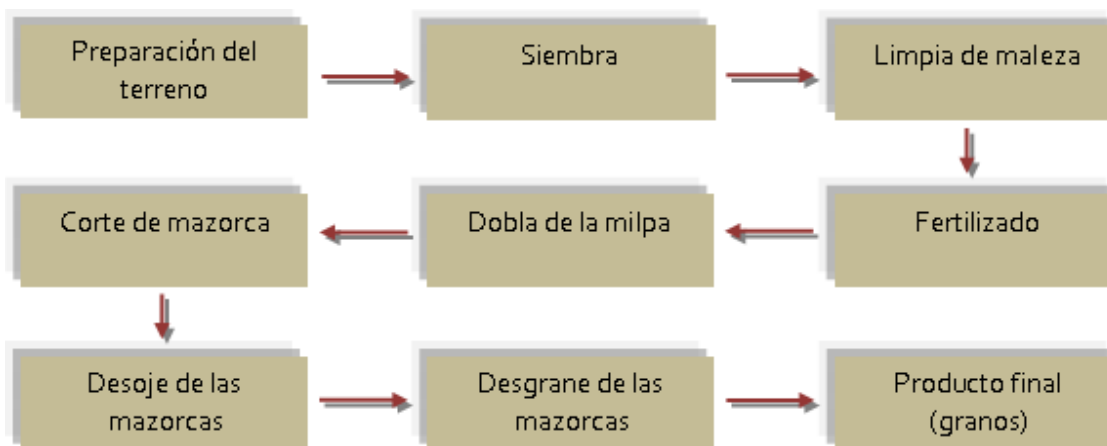 Preparación del
terreno
Siembra
Limpia de maleza
Fertilizado
Dobla de la milpa
Corte de mazorca
Desoje de las
mazorcas
Desgrane de las
mazorcas
Producto final
(granos)